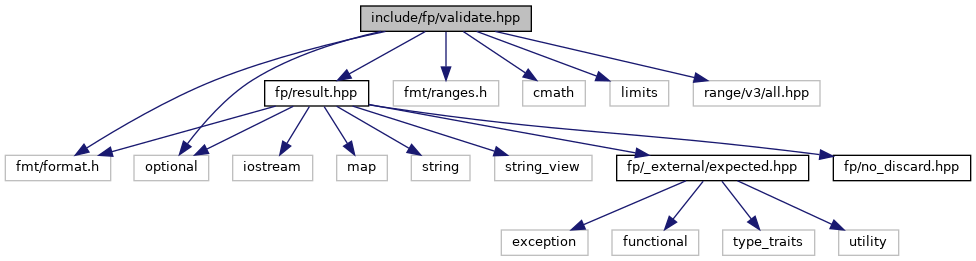 include/fp/validate.hpp
fp/result.hpp
fmt/ranges.h
cmath
limits
range/v3/all.hpp
fmt/format.h
optional
iostream
map
string
string_view
fp/_external/expected.hpp
fp/no_discard.hpp
exception
functional
type_traits
utility